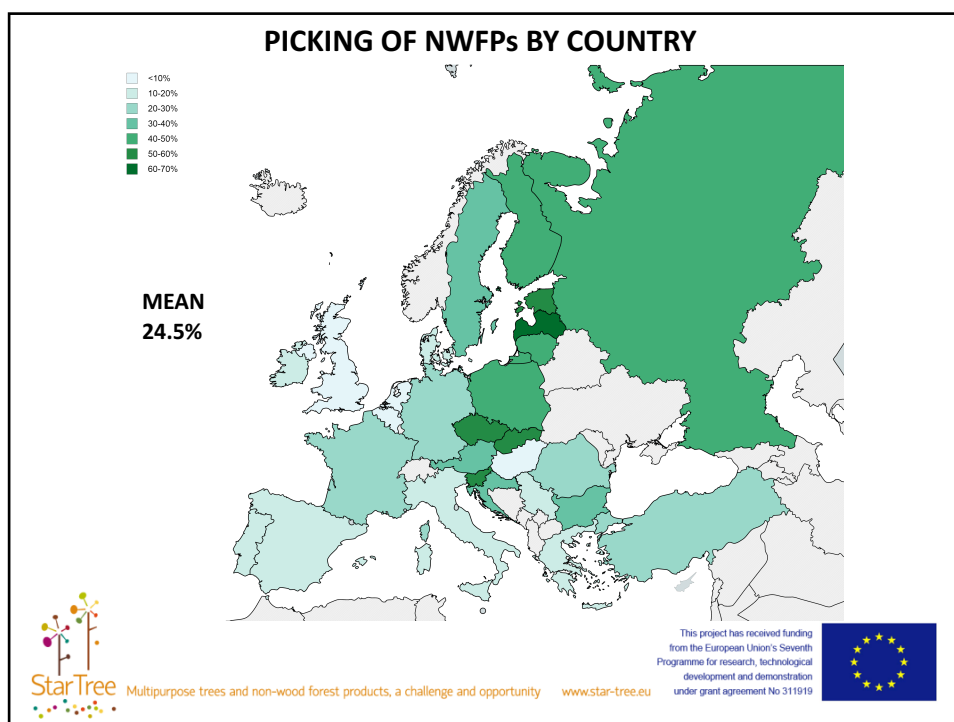 PICKING OF NWFPs BY COUNTRY
<10%
10-20%
20-30%
30-40%
40-50%
50-60%
60-70%
MEAN
24.5%
This project has received funding
from the European Union's Seventh
Programme for research, technological
development and demonstration
under grant agreement No 311919
StarTree
Multipurpose trees and non-wood forest products, a challenge and opportunity
www.star-tree.eu